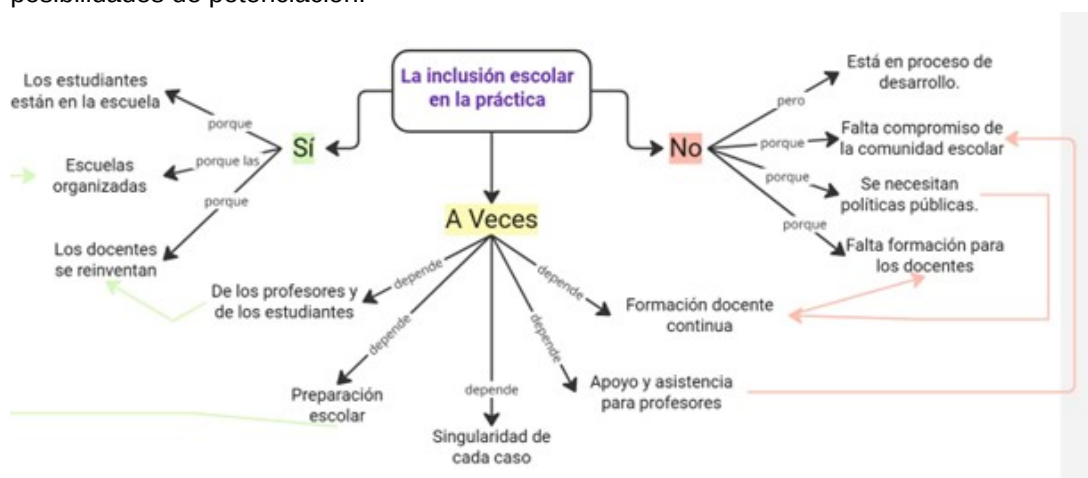 posibilidades de potenciación.
La inclusión escolar
en la práctica
Sí
porque
Los estudiantes
están en la escuela
porque las
Escuelas
organizadas
porque
Los docentes
se reinventan
A Veces
depende
De los profesores y
de los estudiantes
depende
Preparación
escolar
depende
Singularidad de
cada caso
depende
Apoyo y asistencia
para profesores
depende
Formación docente
continua
No
pero
Está en proceso de
desarrollo.
porque
Falta compromiso de
la comunidad escolar
porque
Se necesitan
políticas públicas.
porque
Falta formación para
los docentes